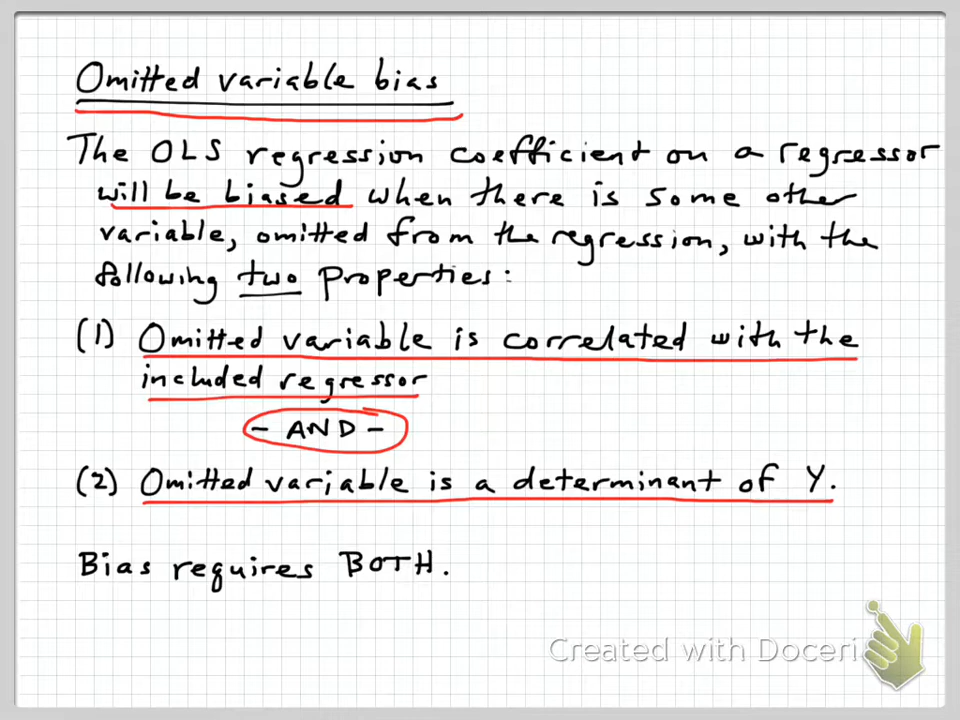 Omitted variable bias
The OLS regression coefficient on a regressor
will be biased when there is some other
variable, omitted from the regression, with the
following two properties:
(1) Omitted variable is correlated with the
included regressor
- AND -
(2) Omitted variable is a determinant of Y.
Bias requires BOTH.
Created with Doceri